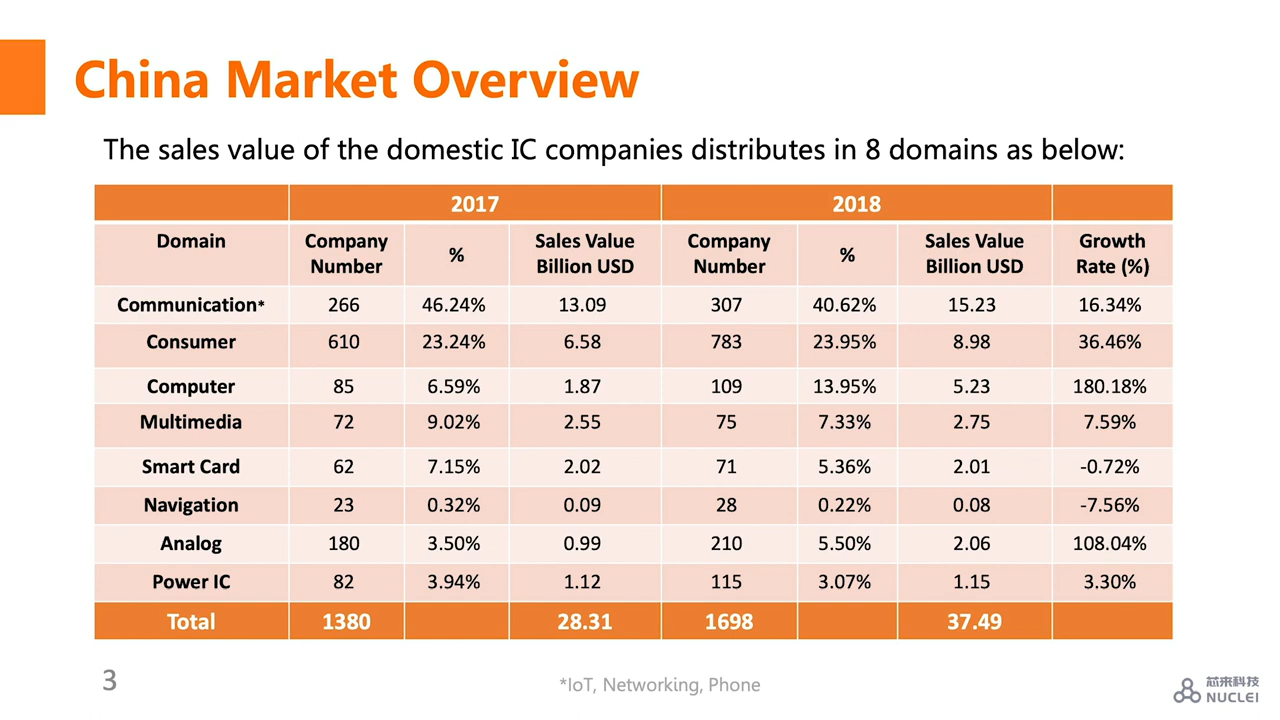 China Market Overview
The sales value of the domestic IC companies distributes in 8 domains as below:
2017 2018
Domain Company Number % Sales Value Billion USD Company Number % Sales Value Billion USD Growth Rate (%)
Communication* 266 46.24% 13.09 307 40.62% 15.23 16.34%
Consumer 610 23.24% 6.58 783 23.95% 8.98 36.46%
Computer 85 6.59% 1.87 109 13.95% 5.23 180.18%
Multimedia 72 9.02% 2.55 75 7.33% 2.75 7.59%
Smart Card 62 7.15% 2.02 71 5.36% 2.01 -0.72%
Navigation 23 0.32% 0.09 28 0.22% 0.08 -7.56%
Analog 180 3.50% 0.99 210 5.50% 2.06 108.04%
Power IC 82 3.94% 1.12 115 3.07% 1.15 3.30%
Total 1380 28.31 1698 37.49
3
*IoT, Networking, Phone
芯来科技
NUCLEI